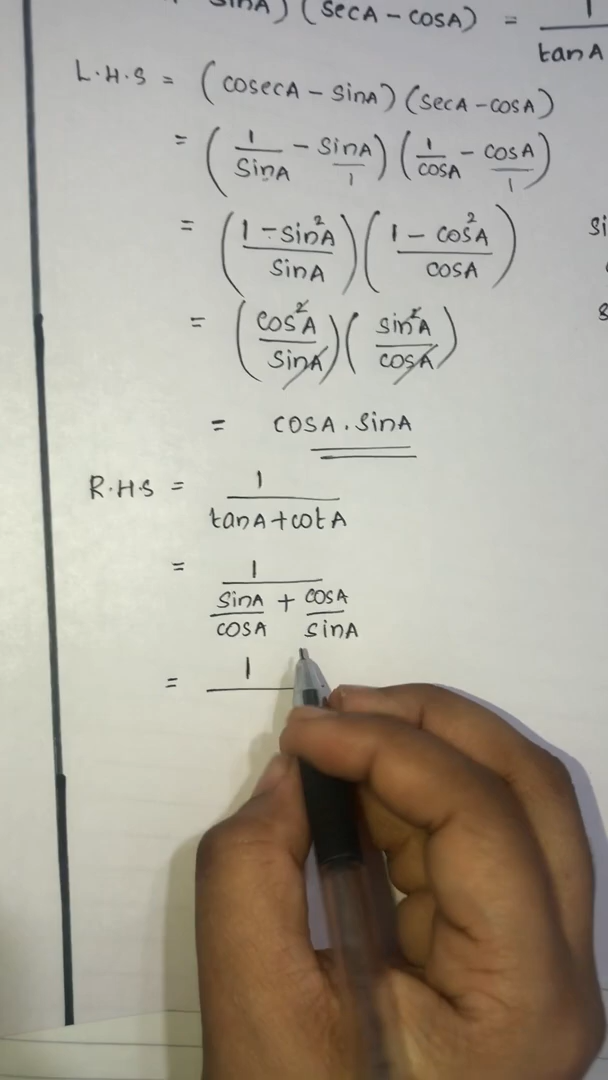 sinA) (secA - cosA) = 1/tanA
L.H.S = (cosecA - sinA) (secA - cosA)
= (1/sinA - sinA/1) (1/cosA - cosA/1)
= (1 - sin²A/sinA) (1 - cos²A/cosA)
= (cos²A/sinA) (sin²A/cosA)
= cosA . sinA
R.H.S = 1/tanA + cotA
= 1/sinA/cosA + cosA/sinA
= 1